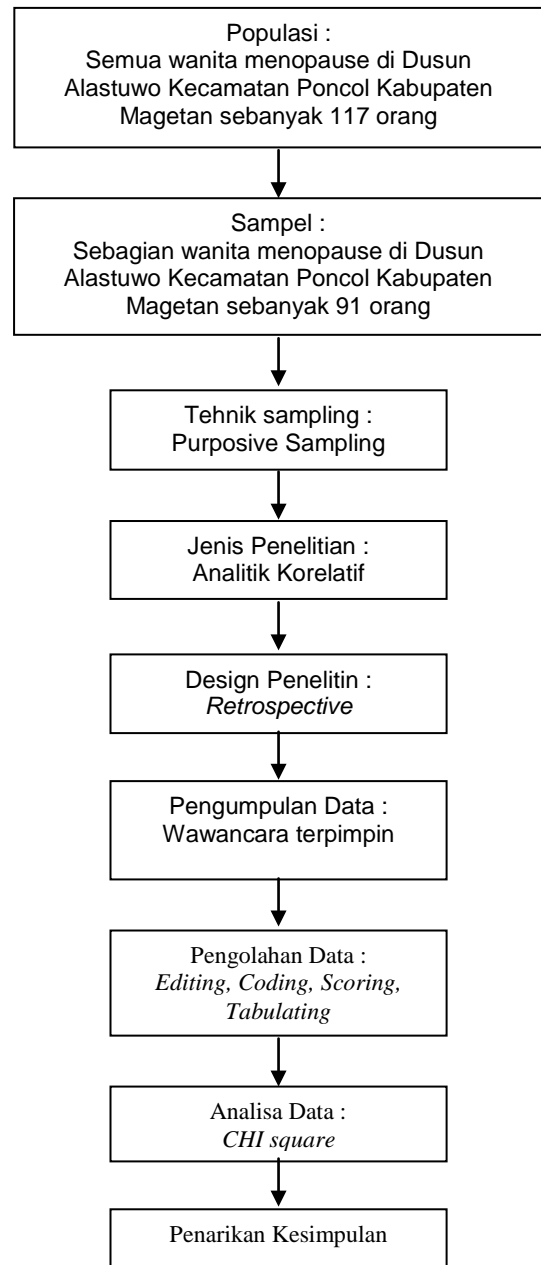 Populasi :
Semua wanita menopause di Dusun
Alastuwo Kecamatan Poncol Kabupaten
Magetan sebanyak 117 orang
Sampel :
Sebagian wanita menopause di Dusun
Alastuwo Kecamatan Poncol Kabupaten
Magetan sebanyak 91 orang
Tehnik sampling :
Purposive Sampling
Jenis Penelitian :
Analitik Korelatif
Design Penelitin :
Retrospective
Pengumpulan Data :
Wawancara terpimpin
Pengolahan Data :
Editing, Coding, Scoring,
Tabulating
Analisa Data :
CHI square
Penarikan Kesimpulan